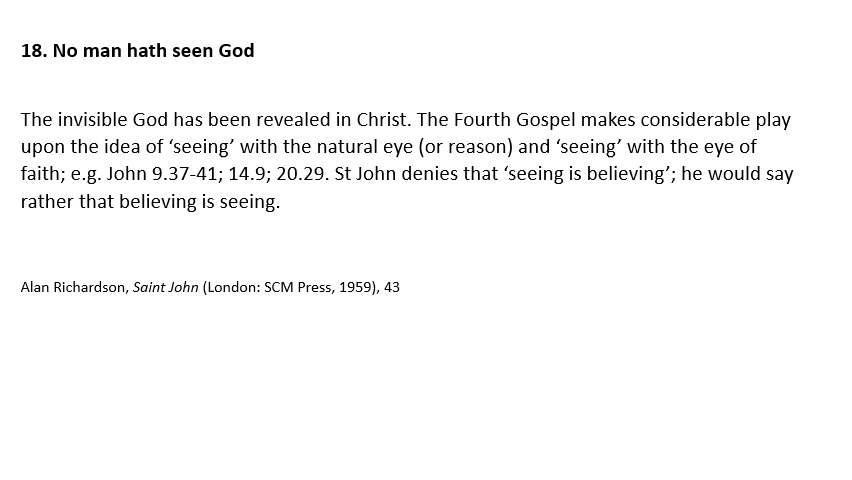 18. No man hath seen God
The invisible God has been revealed in Christ. The Fourth Gospel makes considerable play
upon the idea of ‘seeing’ with the natural eye (or reason) and ‘seeing’ with the eye of
faith; e.g. John 9.37-41; 14.9; 20.29. St John denies that ‘seeing is believing’; he would say
rather that believing is seeing.
Alan Richardson, Saint John (London: SCM Press, 1959), 43